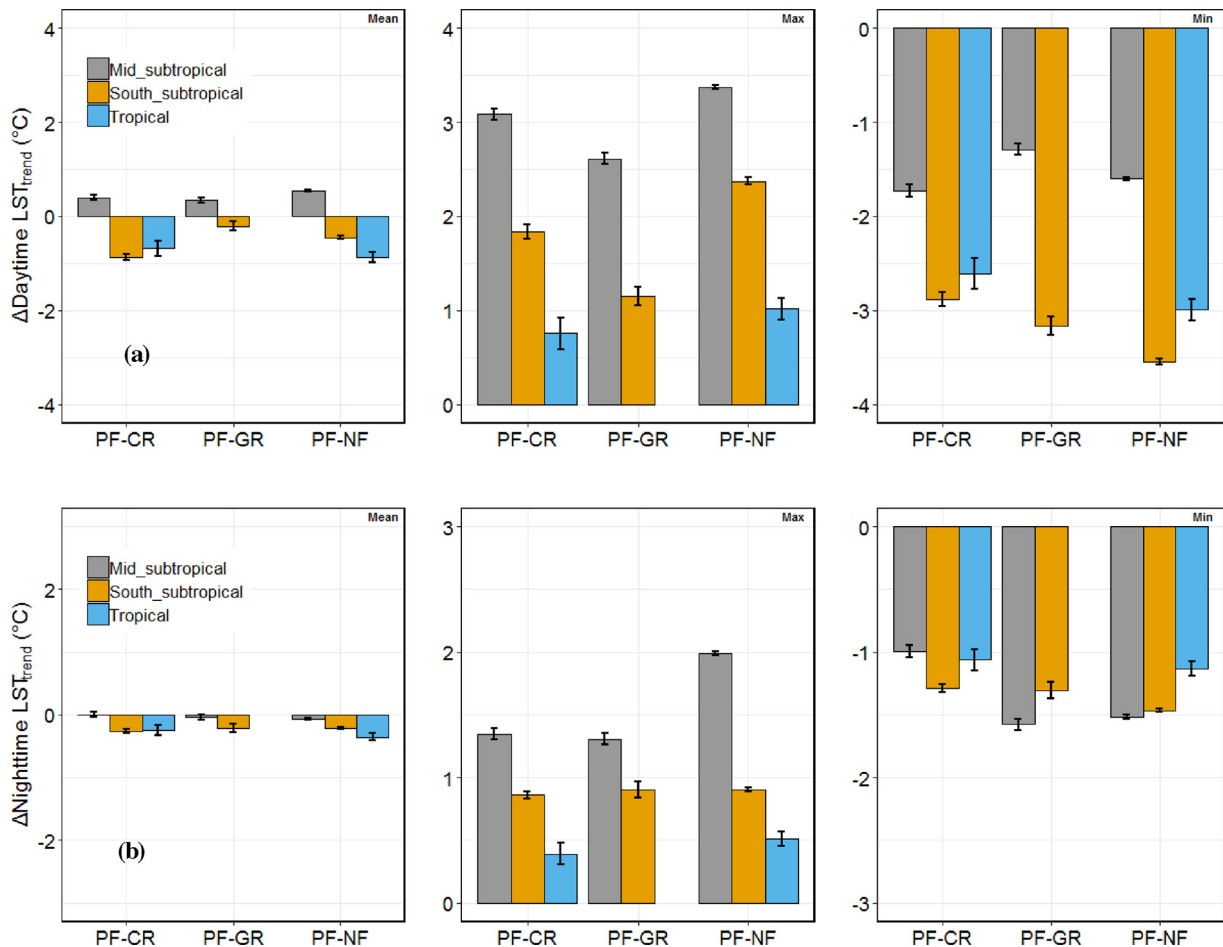 Mean
Max
Min
4
2
0
-2
-4
ΔDaytime LST_trend (°C)
Mid_subtropical
South_subtropical
Tropical
(a)
PF-CR PF-GR PF-NF
4
3
2
1
0
PF-CR PF-GR PF-NF
0
-1
-2
-3
-4
PF-CR PF-GR PF-NF
Mean
Max
Min
2
0
-2
ΔNighttime LST_trend (°C)
Mid_subtropical
South_subtropical
Tropical
(b)
PF-CR PF-GR PF-NF
3
2
1
0
PF-CR PF-GR PF-NF
0
-1
-2
-3
PF-CR PF-GR PF-NF